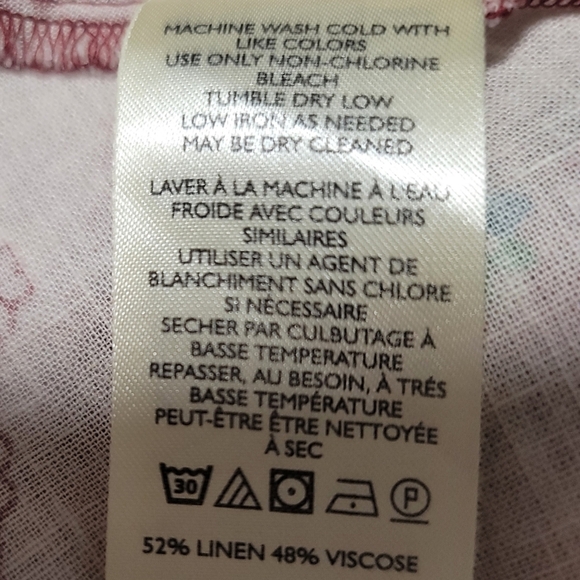 MACHINE WASH COLD WITH
LIKE COLORS
USE ONLY NON-CHLORINE
BLEACH
TUMBLE DRY LOW
LOW IRON AS NEEDED
MAY BE DRY CLEANED
LAVER À LA MACHINE À L'EAU
FROIDE AVEC COULEURS
SIMILAIRES
UTILISER UN AGENT DE
BLANCHIMENT SANS CHLORE
SI NÉCESSAIRE
SECHER PAR CULBUTAGE À
BASSE TEMPERATURE
REPASSER, AU BESOIN, À TRÉS
BASSE TEMPÉRATURE
PEUT-ÊTRE ÊTRE NETTOYÉE
À SEC
30 P
52% LINEN 48% VISCOSE